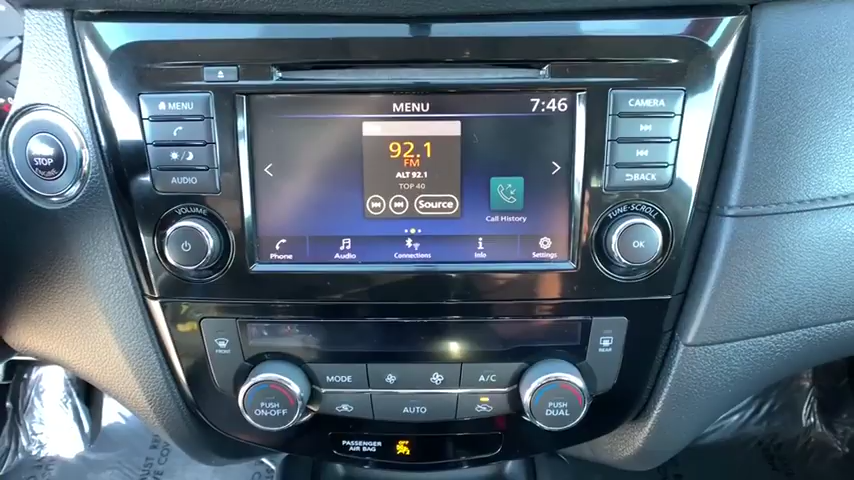 MENU
AUDIO
VOLUME
STOP
ENGINE
MENU
7:46
92.1
FM
ALT 92.1
TOP 40
Source
Call History
Phone
Audio
Connections
Info
Settings
CAMERA
BACK
TUNE·SCROLL
OK
FRONT
REAR
PUSH
ON·OFF
MODE
A/C
AUTO
PUSH
DUAL
PASSENGER
AIR BAG